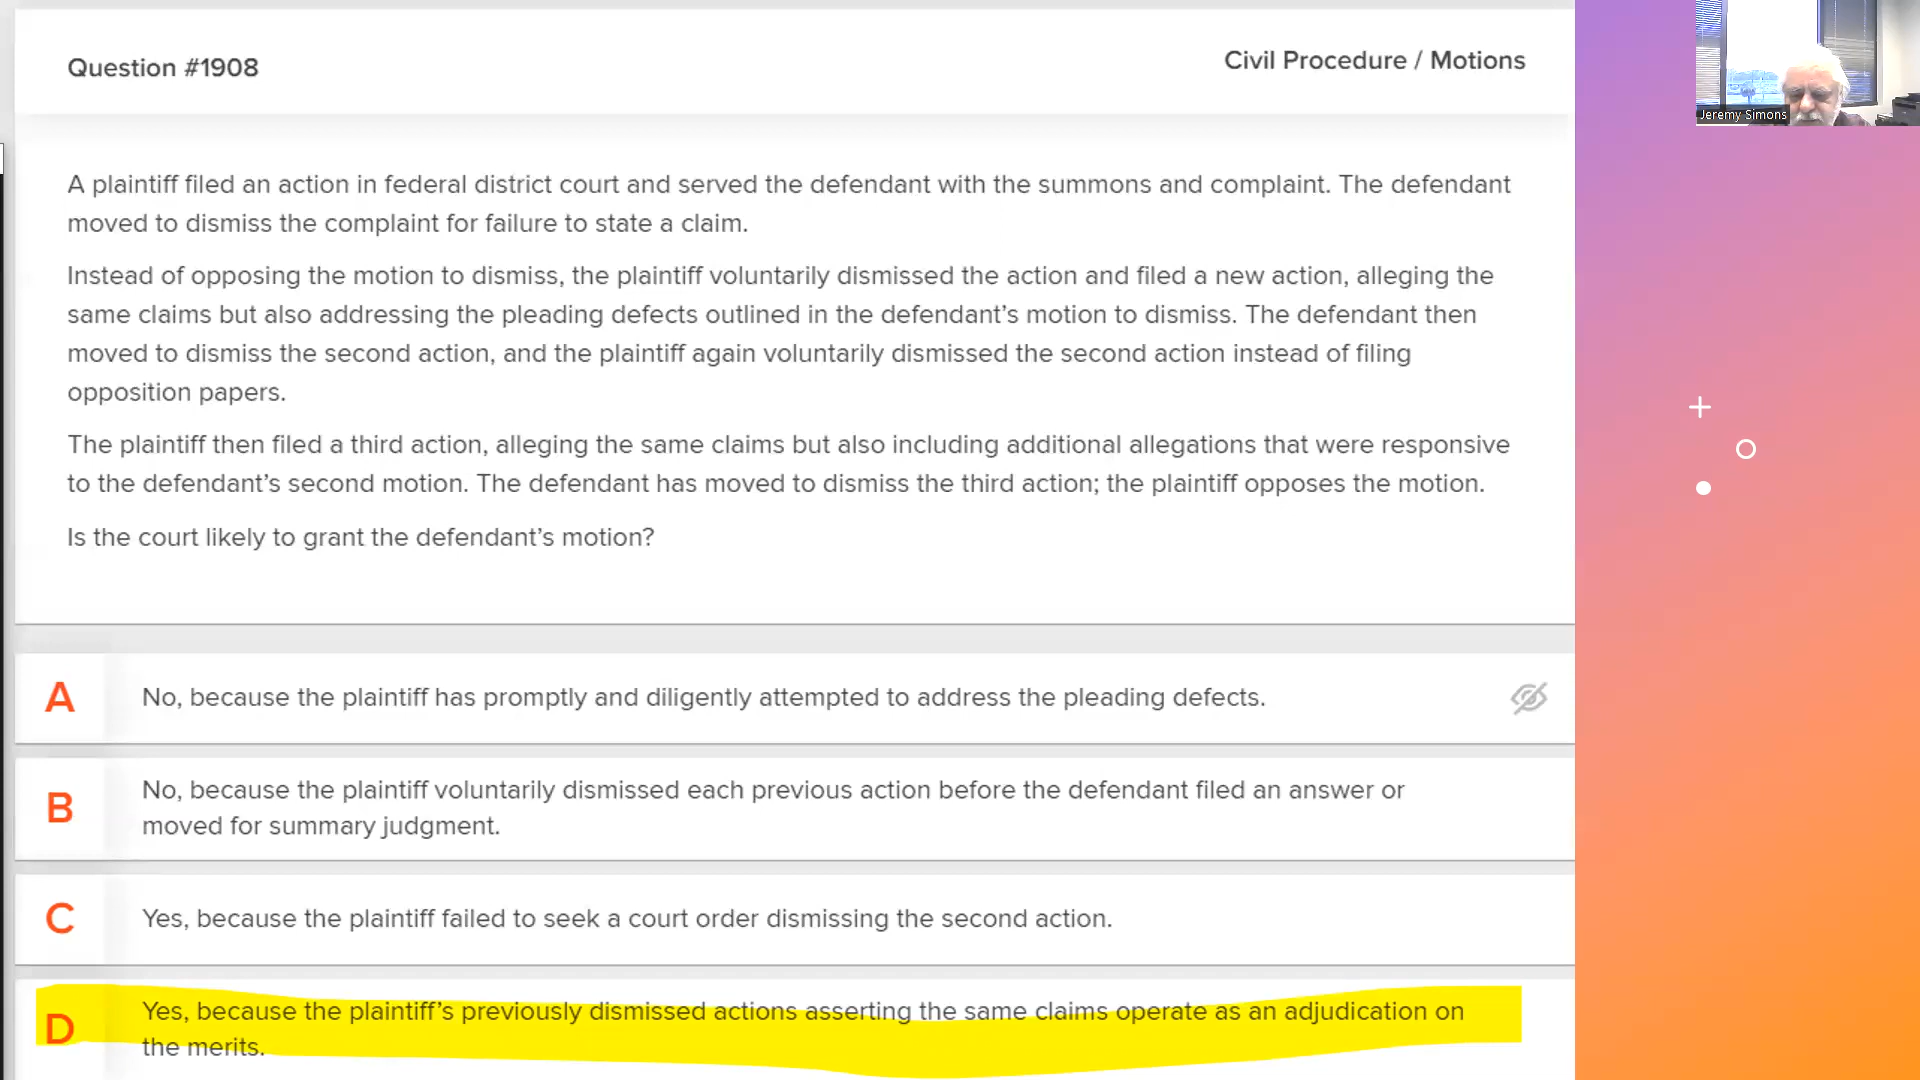 Question #1908
Civil Procedure / Motions
Jeremy Simons
A plaintiff filed an action in federal district court and served the defendant with the summons and complaint. The defendant
moved to dismiss the complaint for failure to state a claim.
Instead of opposing the motion to dismiss, the plaintiff voluntarily dismissed the action and filed a new action, alleging the
same claims but also addressing the pleading defects outlined in the defendant’s motion to dismiss. The defendant then
moved to dismiss the second action, and the plaintiff again voluntarily dismissed the second action instead of filing
opposition papers.
The plaintiff then filed a third action, alleging the same claims but also including additional allegations that were responsive
to the defendant’s second motion. The defendant has moved to dismiss the third action; the plaintiff opposes the motion.
Is the court likely to grant the defendant’s motion?
A
No, because the plaintiff has promptly and diligently attempted to address the pleading defects.
B
No, because the plaintiff voluntarily dismissed each previous action before the defendant filed an answer or
moved for summary judgment.
C
Yes, because the plaintiff failed to seek a court order dismissing the second action.
D
Yes, because the plaintiff’s previously dismissed actions asserting the same claims operate as an adjudication on
the merits.